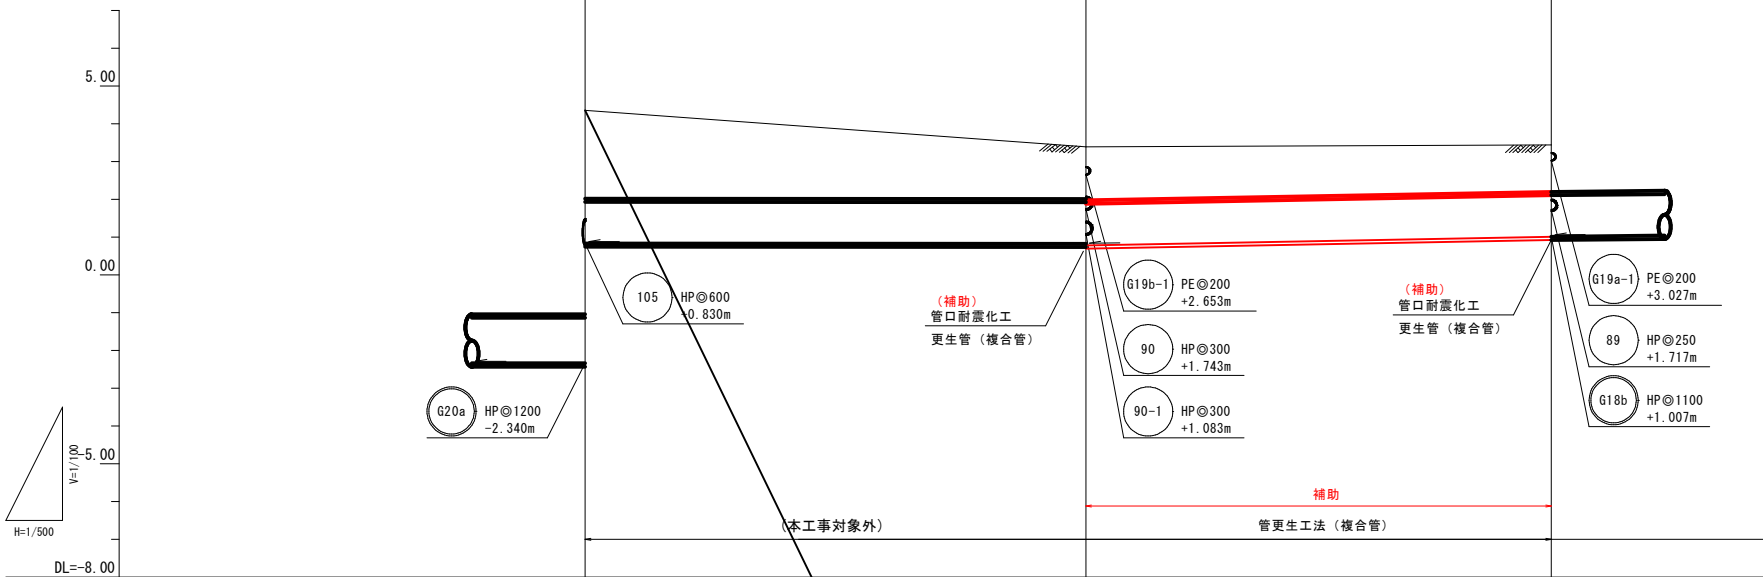 5.00
0.00
-5.00
DL=-8.00
V=1/100
H=1/500
G20a
HP◎1200
-2.340m
105
HP◎600
+0.830m
(本工事対象外)
(補助)
管口耐震化工
更生管（複合管）
G19b-1
PE◎200
+2.653m
90
HP◎300
+1.743m
90-1
HP◎300
+1.083m
補助
管更生工法（複合管）
(補助)
管口耐震化工
更生管（複合管）
G19a-1
PE◎200
+3.027m
89
HP◎250
+1.717m
G18b
HP◎1100
+1.007m